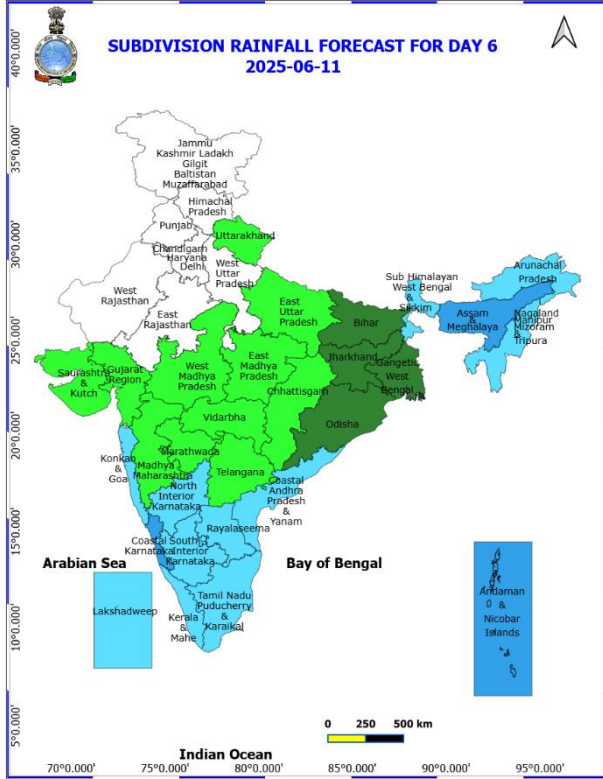 SUBDIVISION RAINFALL FORECAST FOR DAY 6
2025-06-11
40°0.000'
35°0.000'
30°0.000'
25°0.000'
20°0.000'
15°0.000'
10°0.000'
5°0.000'
Jammu
Kashmir Ladakh
Gilgit
Baltistan
Muzaffarabad
Himachal
Pradesh
Punjab
Uttarakhand
Chandigarh
Haryana
Delhi
West
Uttar
Pradesh
West
Rajasthan
East
Rajasthan
East
Uttar
Pradesh
Sub Himalayan
West Bengal
&
Sikkim
Arunachal
Pradesh
Assam
&
Meghalaya
Nagaland
Manipur
Mizoram
&
Tripura
Bihar
Jharkhand
Gangetic
West
Bengal
Saurashtra
&
Kutch
Gujarat
Region
West
Madhya
Pradesh
East
Madhya
Pradesh
Chhattisgarh
Odisha
Vidarbha
Marathwada
Konkan
&
Goa
Madhya
Maharashtra
Telangana
North
Interior
Karnataka
Coastal
Andhra
Pradesh
&
Yanam
Rayalaseema
Coastal
Karnataka
South
Interior
Karnataka
Arabian Sea
Bay of Bengal
Lakshadweep
Kerala
&
Mahe
Tamil Nadu
Puducherry
&
Karaikal
Andaman
&
Nicobar
Islands
0 250 500 km
Indian Ocean
70°0.000' 75°0.000' 80°0.000' 85°0.000' 90°0.000' 95°0.000'